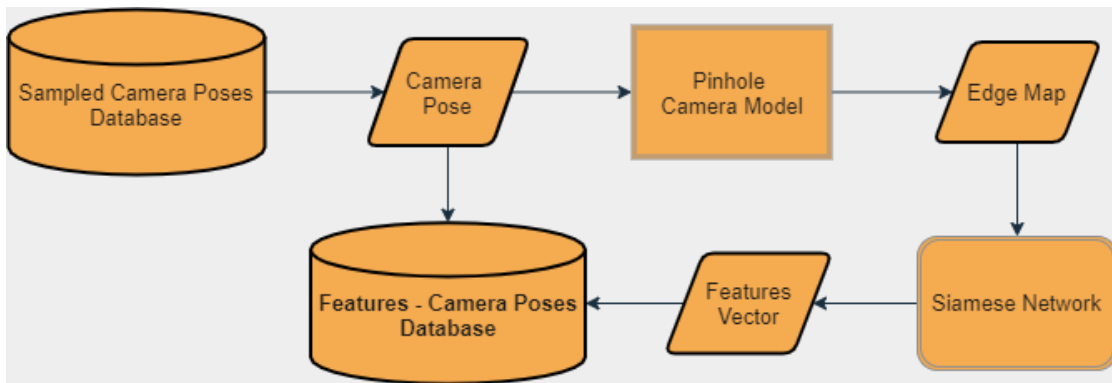 Sampled Camera Poses
Database
Camera
Pose
Pinhole
Camera Model
Edge Map
Features - Camera Poses
Database
Features
Vector
Siamese Network